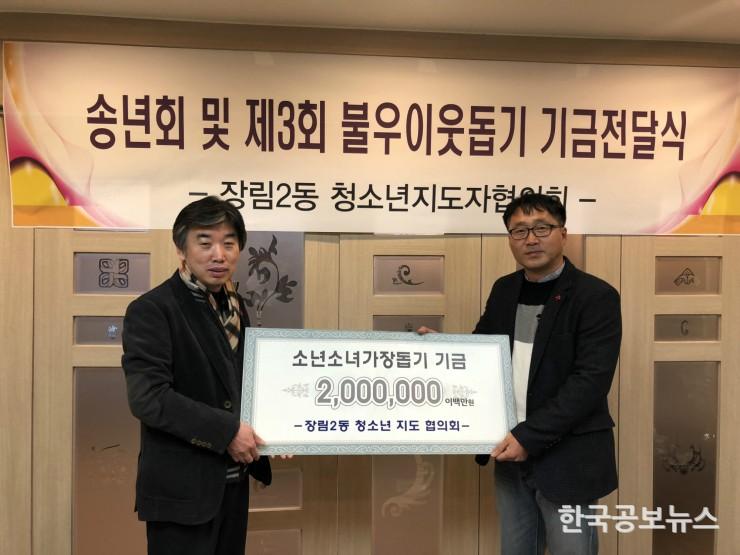 송년회 및 제3회 불우이웃돕기 기금전달식
- 장림2동 청소년지도자협의회 -
소년소녀가장돕기 기금
2,000,000 이백만원
-장림2동 청소년 지도 협의회-
한국공보뉴스